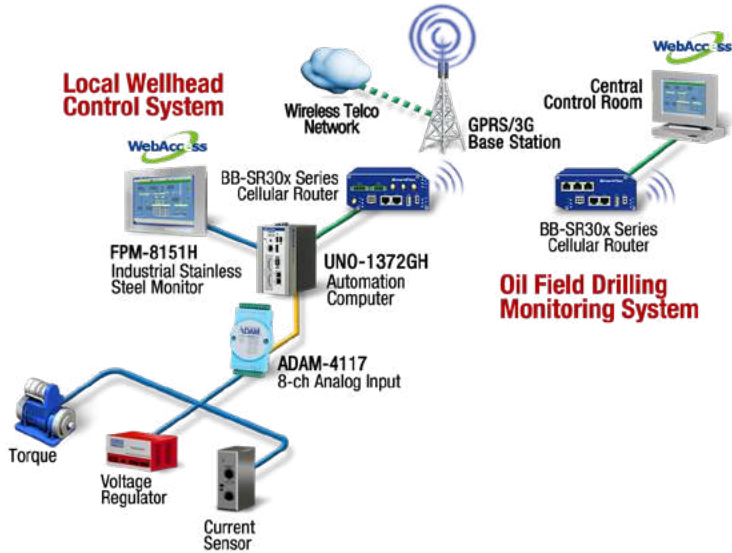 Local Wellhead
Control System
WebAccess
FPM-8151H
Industrial Stainless
Steel Monitor
Wireless Telco
Network
GPRS/3G
Base Station
BB-SR30x Series
Cellular Router
UNO-1372GH
Automation
Computer
ADAM
ADAM-4117
8-ch Analog Input
Torque
Voltage
Regulator
Current
Sensor
WebAccess
Central
Control Room
BB-SR30x Series
Cellular Router
Oil Field Drilling
Monitoring System